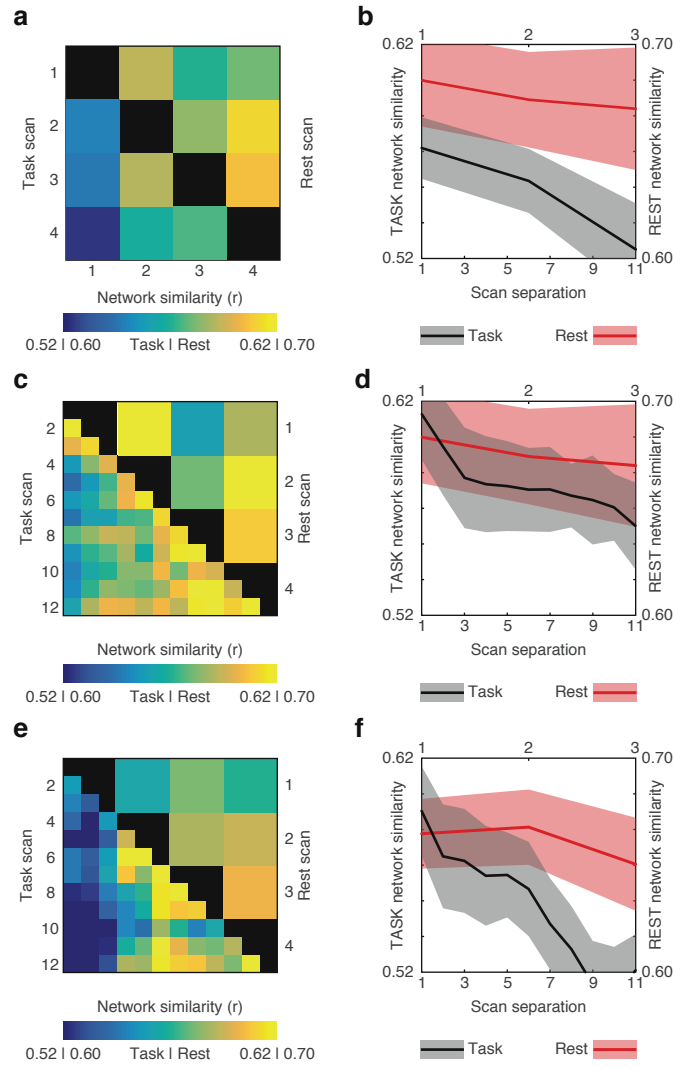 a
b
1
2
3
4
Task scan
Rest scan
1 2 3 4
Network similarity (r)
0.52 | 0.60 Task | Rest 0.62 | 0.70
1 2 3
0.62
0.70
TASK network similarity
REST network similarity
0.52
0.60
1 3 5 7 9 11
Scan separation
Task Rest
c
d
2
4
6
8
10
12
Task scan
1
2
3
4
Rest scan
Network similarity (r)
0.52 | 0.60 Task | Rest 0.62 | 0.70
1 2 3
0.62
0.70
TASK network similarity
REST network similarity
0.52
0.60
1 3 5 7 9 11
Scan separation
Task Rest
e
f
2
4
6
8
10
12
Task scan
1
2
3
4
Rest scan
Network similarity (r)
0.52 | 0.60 Task | Rest 0.62 | 0.70
1 2 3
0.62
0.70
TASK network similarity
REST network similarity
0.52
0.60
1 3 5 7 9 11
Scan separation
Task Rest